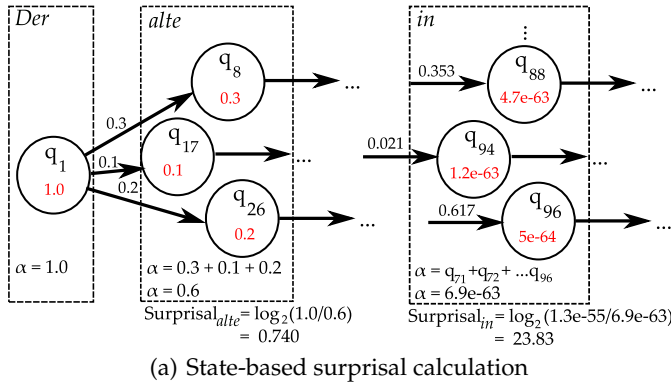 Der
alte
in
q1
1.0
0.3
0.1
0.2
q8
0.3
...
q17
0.1
...
q26
0.2
...
0.353
0.021
0.617
⋮
q88
4.7e-63
...
q94
1.2e-63
...
q96
5e-64
...
α = 1.0
α = 0.3 + 0.1 + 0.2
α = 0.6
α = q71+q72+ ...q96
α = 6.9e-63
Surprisalalte= log2(1.0/0.6)
= 0.740
Surprisalin= log2(1.3e-55/6.9e-63)
= 23.83
(a) State-based surprisal calculation